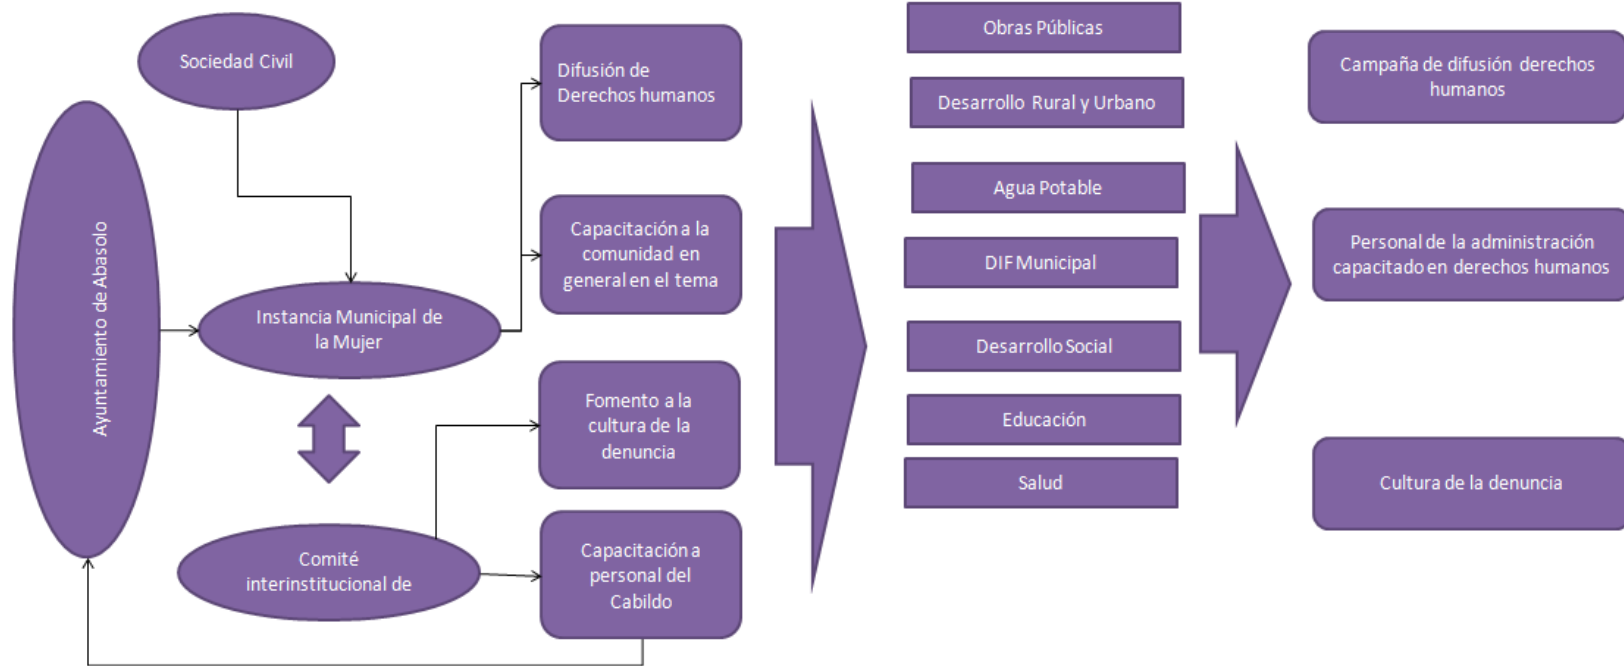 Sociedad Civil
Ayuntamiento de Abasolo
Instancia Municipal de
la Mujer
Comité
interinstitucional de
Difusión de
Derechos humanos
Capacitación a la
comunidad en
general en el tema
Fomento a la
cultura de la
denuncia
Capacitación a
personal del
Cabildo
Obras Públicas
Desarrollo Rural y Urbano
Agua Potable
DIF Municipal
Desarrollo Social
Educación
Salud
Campaña de difusión derechos
humanos
Personal de la administración
capacitado en derechos humanos
Cultura de la denuncia